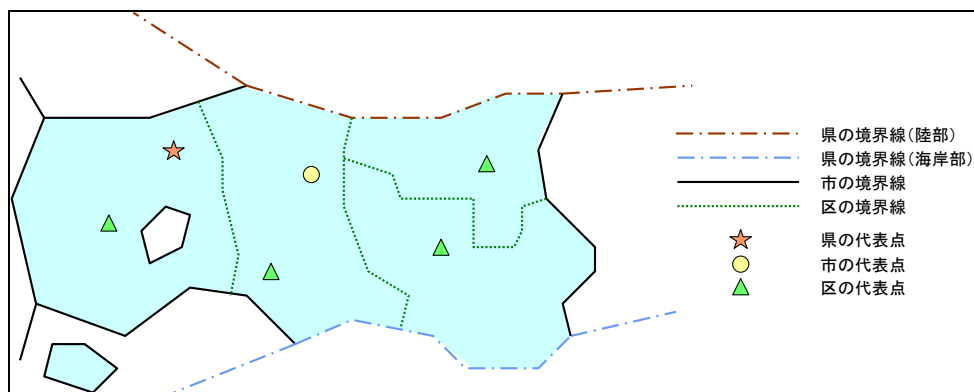 県の境界線(陸部)
県の境界線(海岸部)
市の境界線
区の境界線
県の代表点
市の代表点
区の代表点